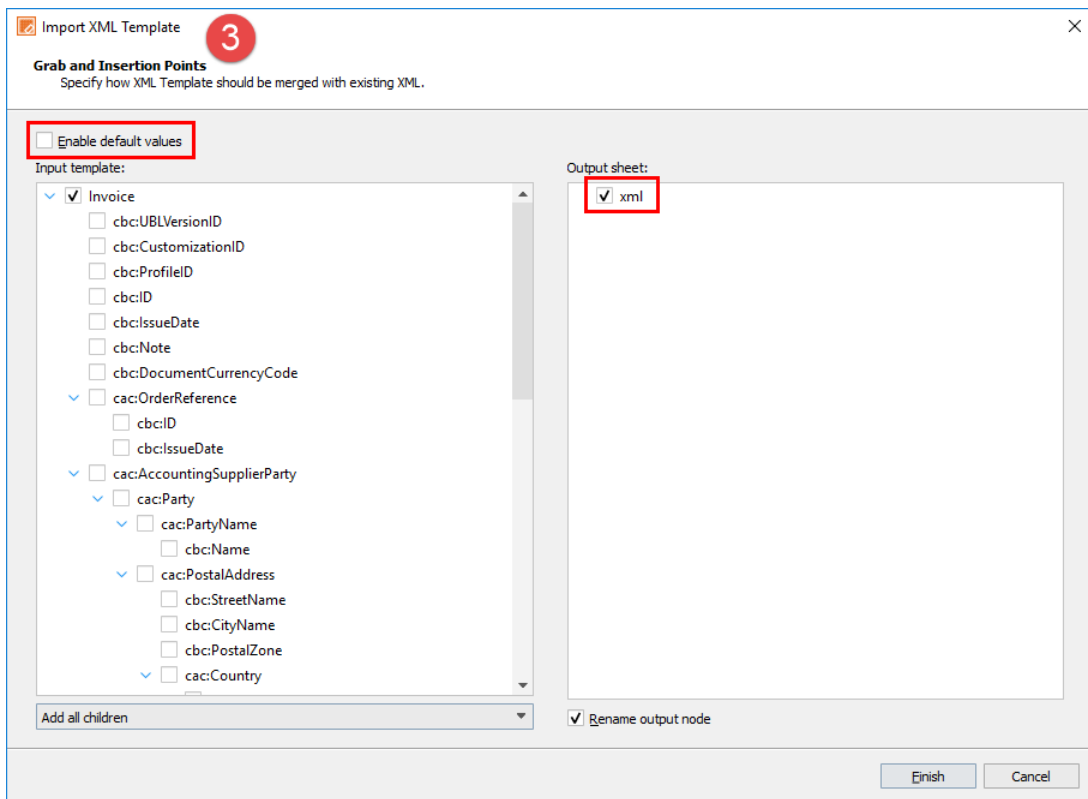 Import XML Template
3
Grab and Insertion Points
Specify how XML Template should be merged with existing XML.
Enable default values
Input template:
Output sheet:
Invoice
xml
cbc:UBLVersionID
cbc:CustomizationID
cbc:ProfileID
cbc:ID
cbc:IssueDate
cbc:Note
cbc:DocumentCurrencyCode
cac:OrderReference
cbc:ID
cbc:IssueDate
cac:AccountingSupplierParty
cac:Party
cac:PartyName
cbc:Name
cac:PostalAddress
cbc:StreetName
cbc:CityName
cbc:PostalZone
cac:Country
Add all children
Rename output node
Finish
Cancel